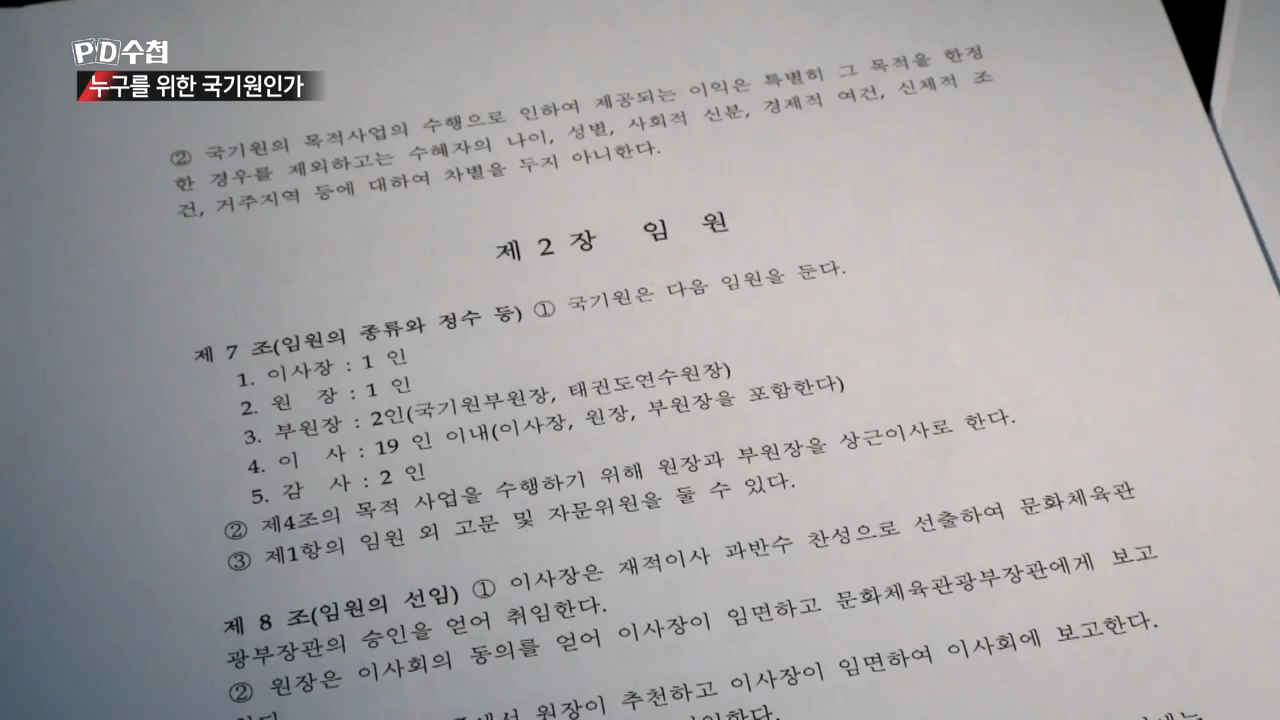 PD수첩
누구를 위한 국기원인가
② 국기원의 목적사업의 수행으로 인하여 제공되는 이익은 특별히 그 목적을 한정
한 경우를 제외하고는 수혜자의 나이, 성별, 사회적 신분, 경제적 여건, 신체적 조
건, 거주지역 등에 대하여 차별을 두지 아니한다.
제 2 장 임 원
제 7 조(임원의 종류와 정수 등) ① 국기원은 다음 임원을 둔다.
1. 이사장 : 1 인
2. 원 장 : 1 인
3. 부원장 : 2인(국기원부원장, 태권도연수원장)
4. 이 사 : 19 인 이내(이사장, 원장, 부원장을 포함한다)
5. 감 사 : 2 인
② 제4조의 목적 사업을 수행하기 위해 원장과 부원장을 상근이사로 한다.
③ 제1항의 임원 외 고문 및 자문위원을 둘 수 있다.
제 8 조(임원의 선임) ① 이사장은 재적이사 과반수 찬성으로 선출하여 문화체육관
광부장관의 승인을 얻어 취임한다.
② 원장은 이사회의 동의를 얻어 이사장이 임면하고 문화체육관광부장관에게 보고
원장이 추천하고 이사장이 임면하여 이사회에 보고한다.